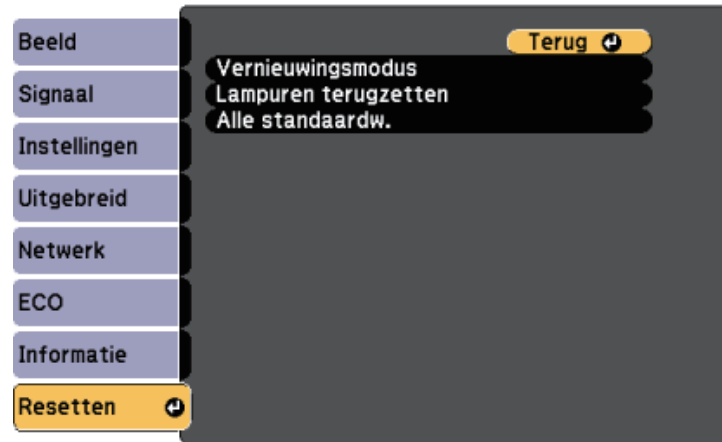 Beeld
Signaal
Instellingen
Uitgebreid
Netwerk
ECO
Informatie
Resetten
Terug
Vernieuwingsmodus
Lampuren terugzetten
Alle standaardw.